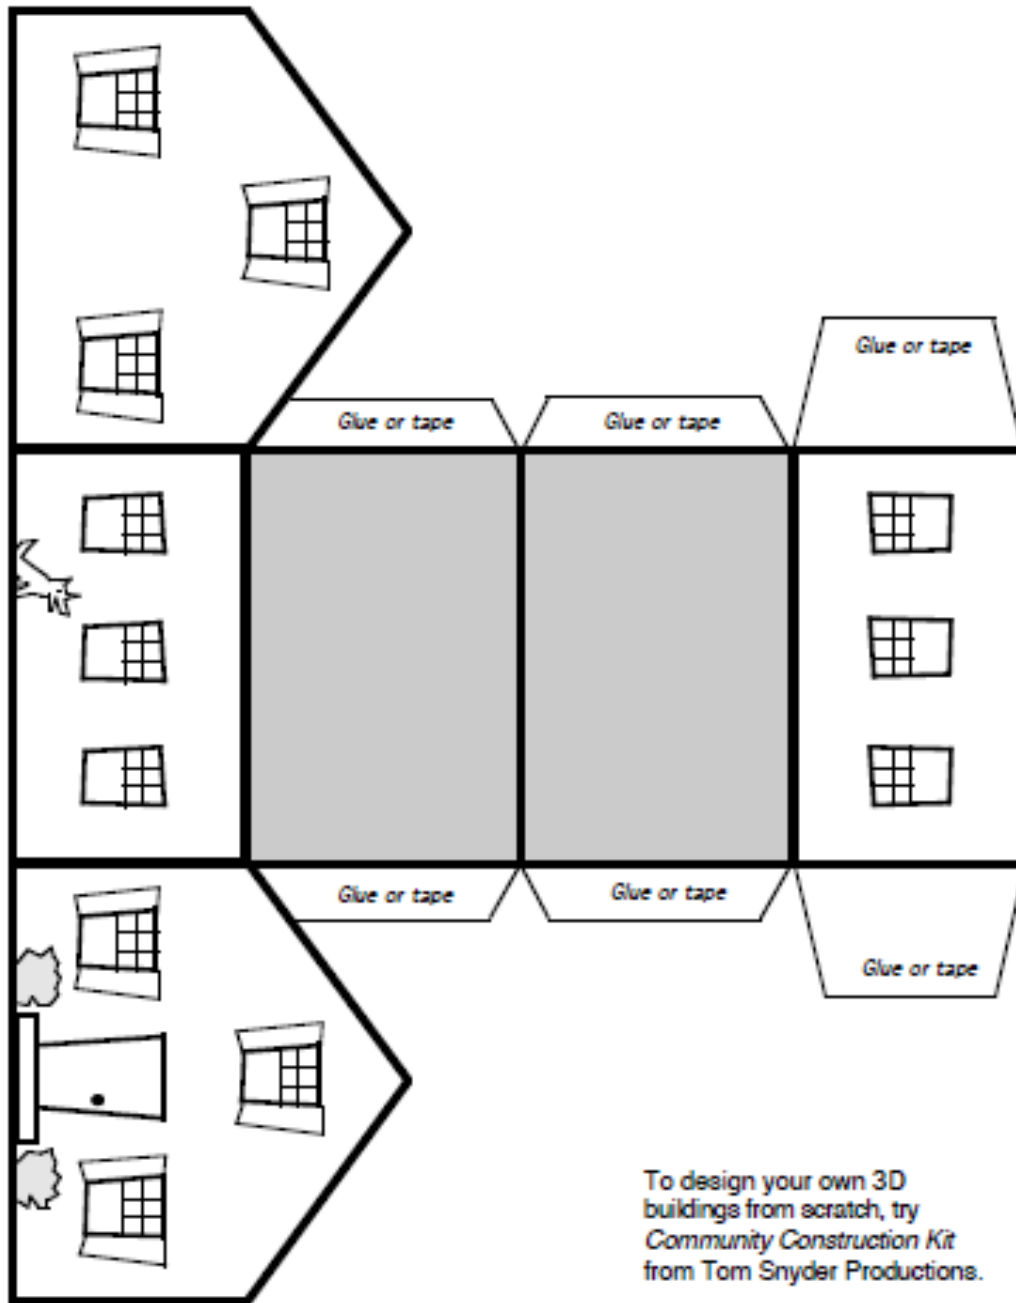 Glue or tape
Glue or tape
Glue or tape
Glue or tape
Glue or tape
Glue or tape
To design your own 3D
buildings from scratch, try
Community Construction Kit
from Tom Snyder Productions.